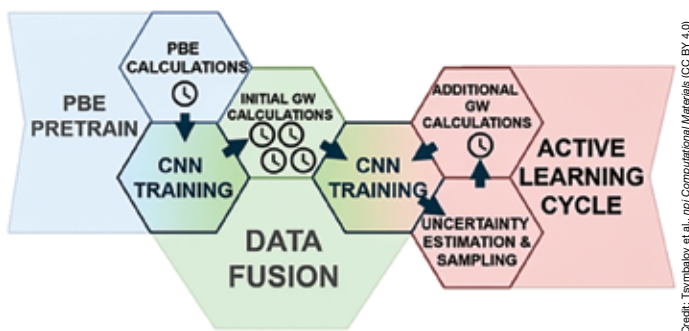 PBE
PRETRAIN
PBE
CALCULATIONS
CNN
TRAINING
INITIAL GW
CALCULATIONS
DATA
FUSION
CNN
TRAINING
ADDITIONAL
GW
CALCULATIONS
UNCERTAINTY
ESTIMATION &
SAMPLING
ACTIVE
LEARNING
CYCLE
Credit: Tsymbalov et al., npj Computational Materials (CC BY 4.0)